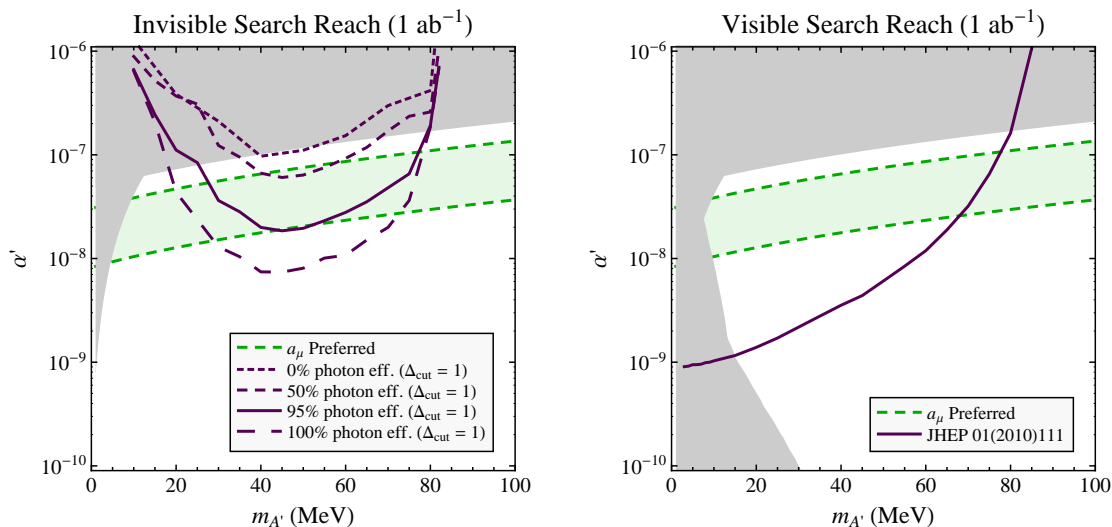 Invisible Search Reach (1 ab⁻¹)
10⁻⁶
10⁻⁷
10⁻⁸
10⁻⁹
10⁻¹⁰
α'
0 20 40 60 80 100
m_A' (MeV)
a_μ Preferred
0% photon eff. (Δ_cut = 1)
50% photon eff. (Δ_cut = 1)
95% photon eff. (Δ_cut = 1)
100% photon eff. (Δ_cut = 1)
Visible Search Reach (1 ab⁻¹)
10⁻⁶
10⁻⁷
10⁻⁸
10⁻⁹
10⁻¹⁰
α'
0 20 40 60 80 100
m_A' (MeV)
a_μ Preferred
JHEP 01(2010)111